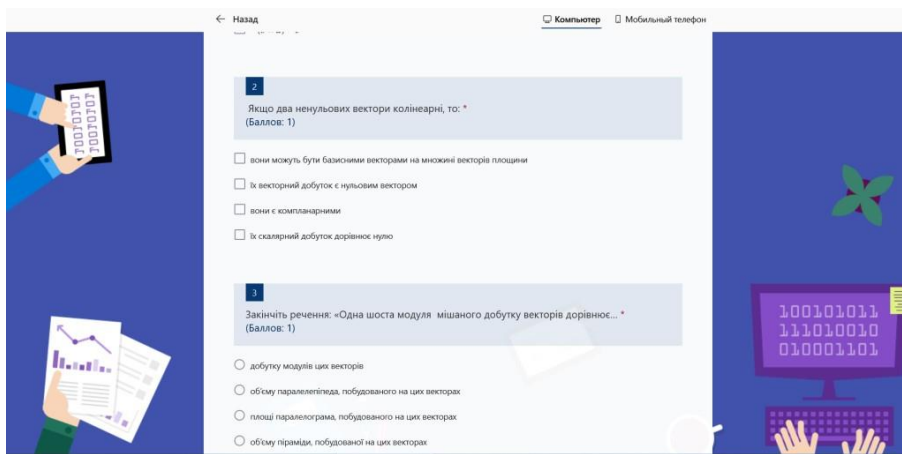 Назад
Компьютер
Мобильный телефон
2
Якщо два ненульових вектори колінеарні, то: *
(Баллов: 1)
вони можуть бути базисними векторами на множині векторів площини
їх векторний добуток є нульовим вектором
вони є компланарними
їх скалярний добуток дорівнює нулю
3
Закінчіть речення: «Одна шоста модуля мішаного добутку векторів дорівнює... *
(Баллов: 1)
добутку модулів цих векторів
об'єму паралелепіпеда, побудованого на цих векторах
площі паралелограма, побудованого на цих векторах
об'єму піраміди, побудованої на цих векторах
100101011
111010010
010001101